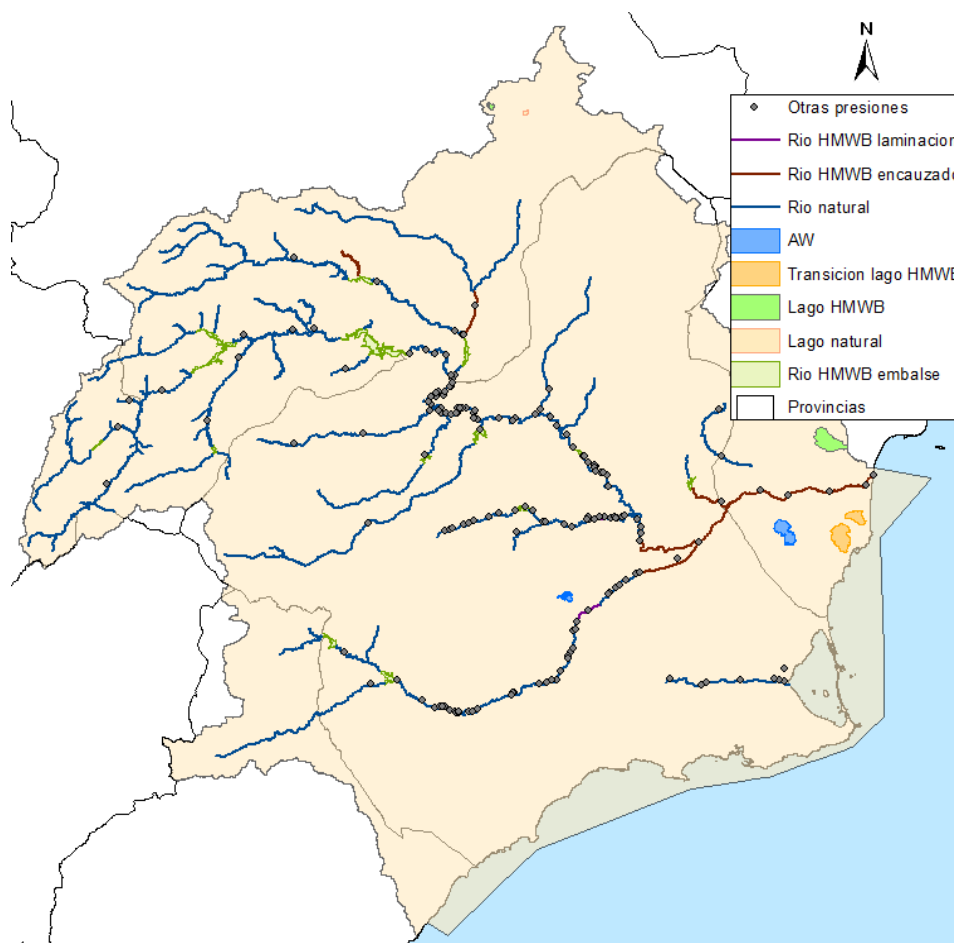 N
Otras presiones
Rio HMWB laminacion
Rio HMWB encauzado
Rio natural
AW
Transicion lago HMWB
Lago HMWB
Lago natural
Rio HMWB embalse
Provincias